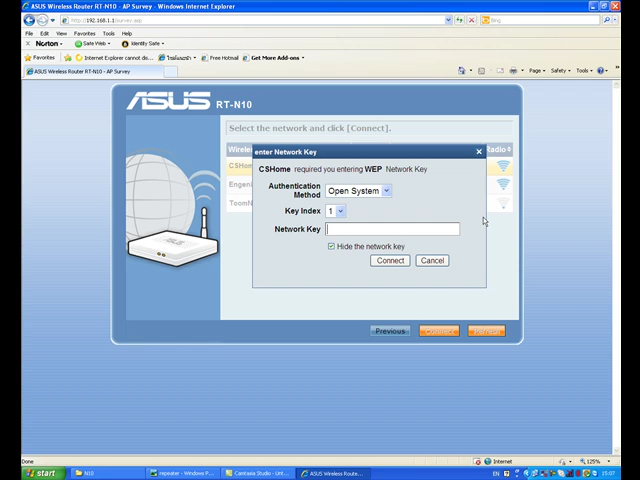 ASUS Wireless Router RT-N10 - AP Survey - Windows Internet Explorer
http://192.168.1.1/survey.asp
Bing
File Edit View Favorites Tools Help
Norton Safe Web Identity Safe
Favorites Internet Explorer cannot dis... Free Hotmail Get More Add-ons
ASUS Wireless Router RT-N10 - AP Survey
Page Safety Tools
ASUS RT-N10
Select the network and click [Connect].
enter Network Key
CSHome required you entering WEP Network Key
Authentication Method Open System
Key Index 1
Network Key
Hide the network key
Connect Cancel
Previous Connect Refresh
Done Internet 125%
start N10 repeater - Windows P... Camtasia Studio - Unt... ASUS Wireless Route... EN 15:07